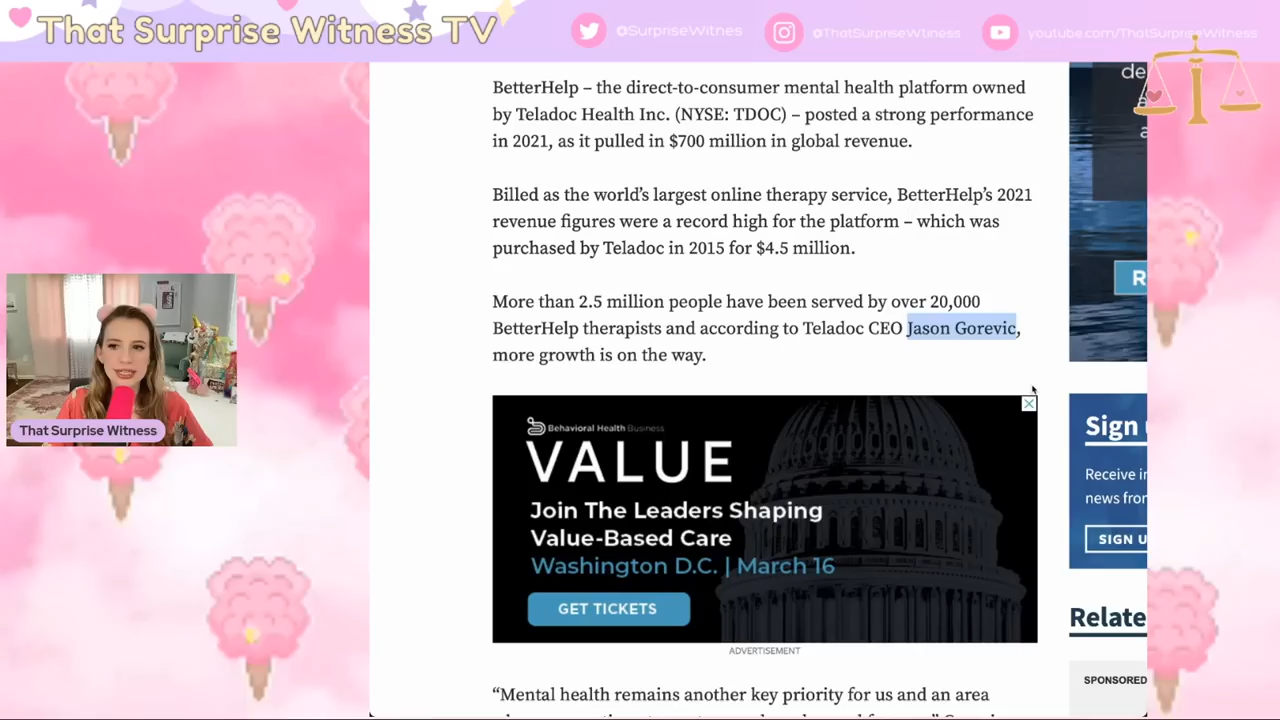 That Surprise Witness TV
@SurpriseWitnes
@ThatSurpriseWtiness
youtube.com/ThatSurpriseWitness
BetterHelp – the direct-to-consumer mental health platform owned
by Teladoc Health Inc. (NYSE: TDOC) – posted a strong performance
in 2021, as it pulled in $700 million in global revenue.
Billed as the world’s largest online therapy service, BetterHelp’s 2021
revenue figures were a record high for the platform – which was
purchased by Teladoc in 2015 for $4.5 million.
More than 2.5 million people have been served by over 20,000
BetterHelp therapists and according to Teladoc CEO Jason Gorevic,
more growth is on the way.
That Surprise Witness
Behavioral Health Business
VALUE
Join The Leaders Shaping
Value-Based Care
Washington D.C. | March 16
GET TICKETS
ADVERTISEMENT
“Mental health remains another key priority for us and an area
de
R
Sign
Receive i
news from
SIGN U
Relate
SPONSORED